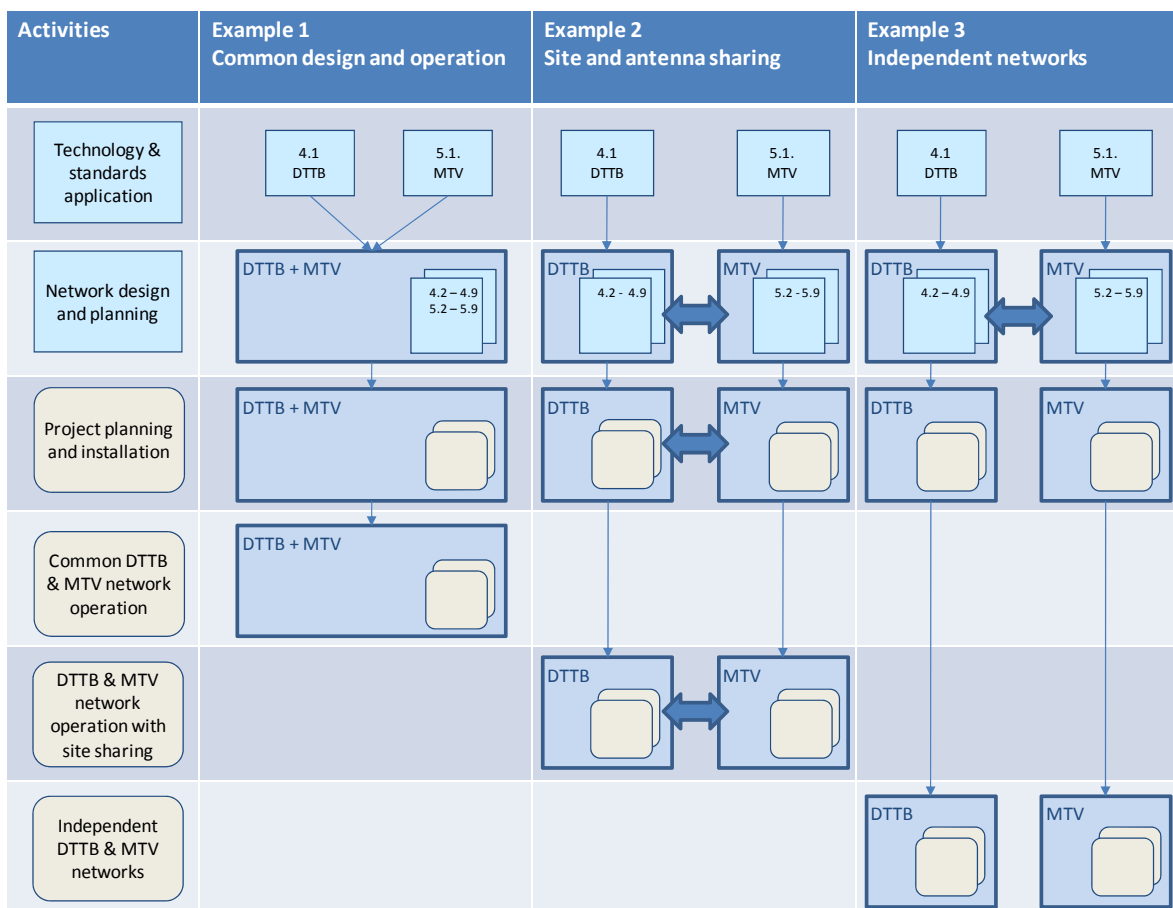 Activities
Example 1
Common design and operation
Example 2
Site and antenna sharing
Example 3
Independent networks
Technology &
standards
application
4.1
DTTB
5.1.
MTV
4.1
DTTB
5.1.
MTV
4.1
DTTB
5.1.
MTV
Network design
and planning
DTTB + MTV
4.2 – 4.9
5.2 – 5.9
DTTB
4.2 - 4.9
MTV
5.2 -5.9
DTTB
4.2 – 4.9
MTV
5.2 – 5.9
Project planning
and installation
DTTB + MTV
DTTB
MTV
DTTB
MTV
Common DTTB
& MTV network
operation
DTTB + MTV
DTTB & MTV
network
operation with
site sharing
DTTB
MTV
Independent
DTTB & MTV
networks
DTTB
MTV